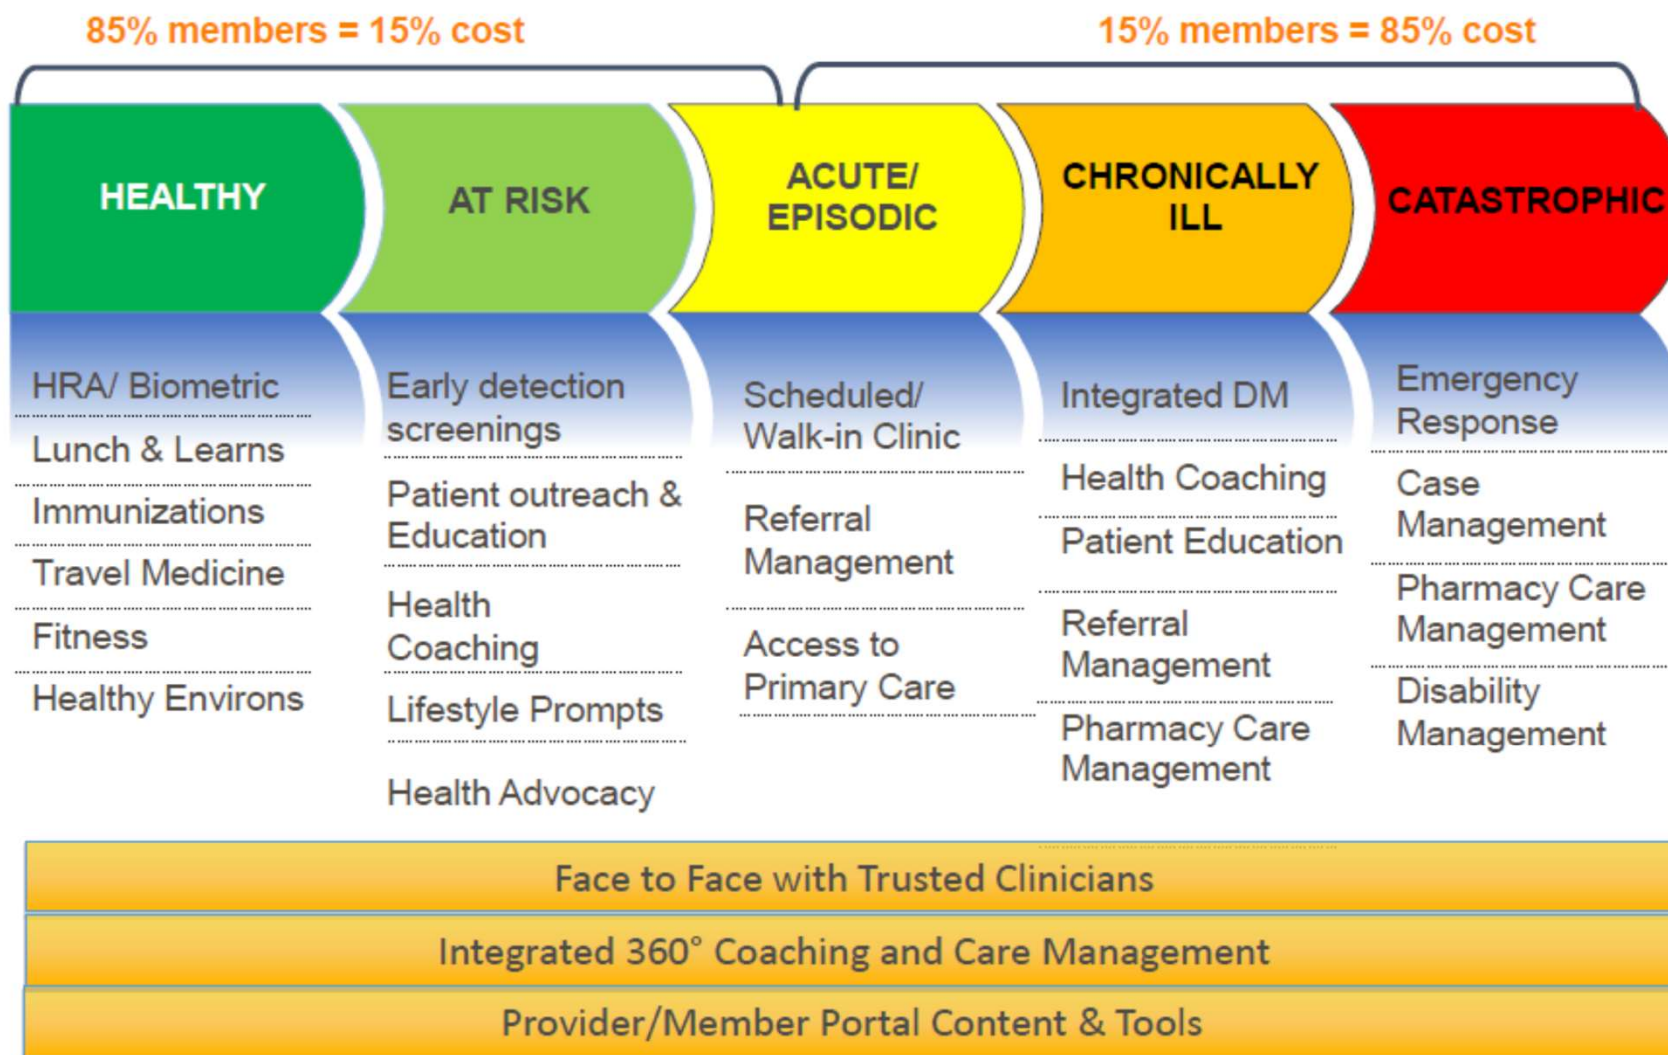 85% members = 15% cost
15% members = 85% cost
HEALTHY
AT RISK
ACUTE/
EPISODIC
CHRONICALLY
ILL
CATASTROPHIC
HRA/ Biometric
Lunch & Learns
Immunizations
Travel Medicine
Fitness
Healthy Environs
Early detection
screenings
Patient outreach &
Education
Health
Coaching
Lifestyle Prompts
Health Advocacy
Scheduled/
Walk-in Clinic
Referral
Management
Access to
Primary Care
Integrated DM
Health Coaching
Patient Education
Referral
Management
Pharmacy Care
Management
Emergency
Response
Case
Management
Pharmacy Care
Management
Disability
Management
Face to Face with Trusted Clinicians
Integrated 360° Coaching and Care Management
Provider/Member Portal Content & Tools